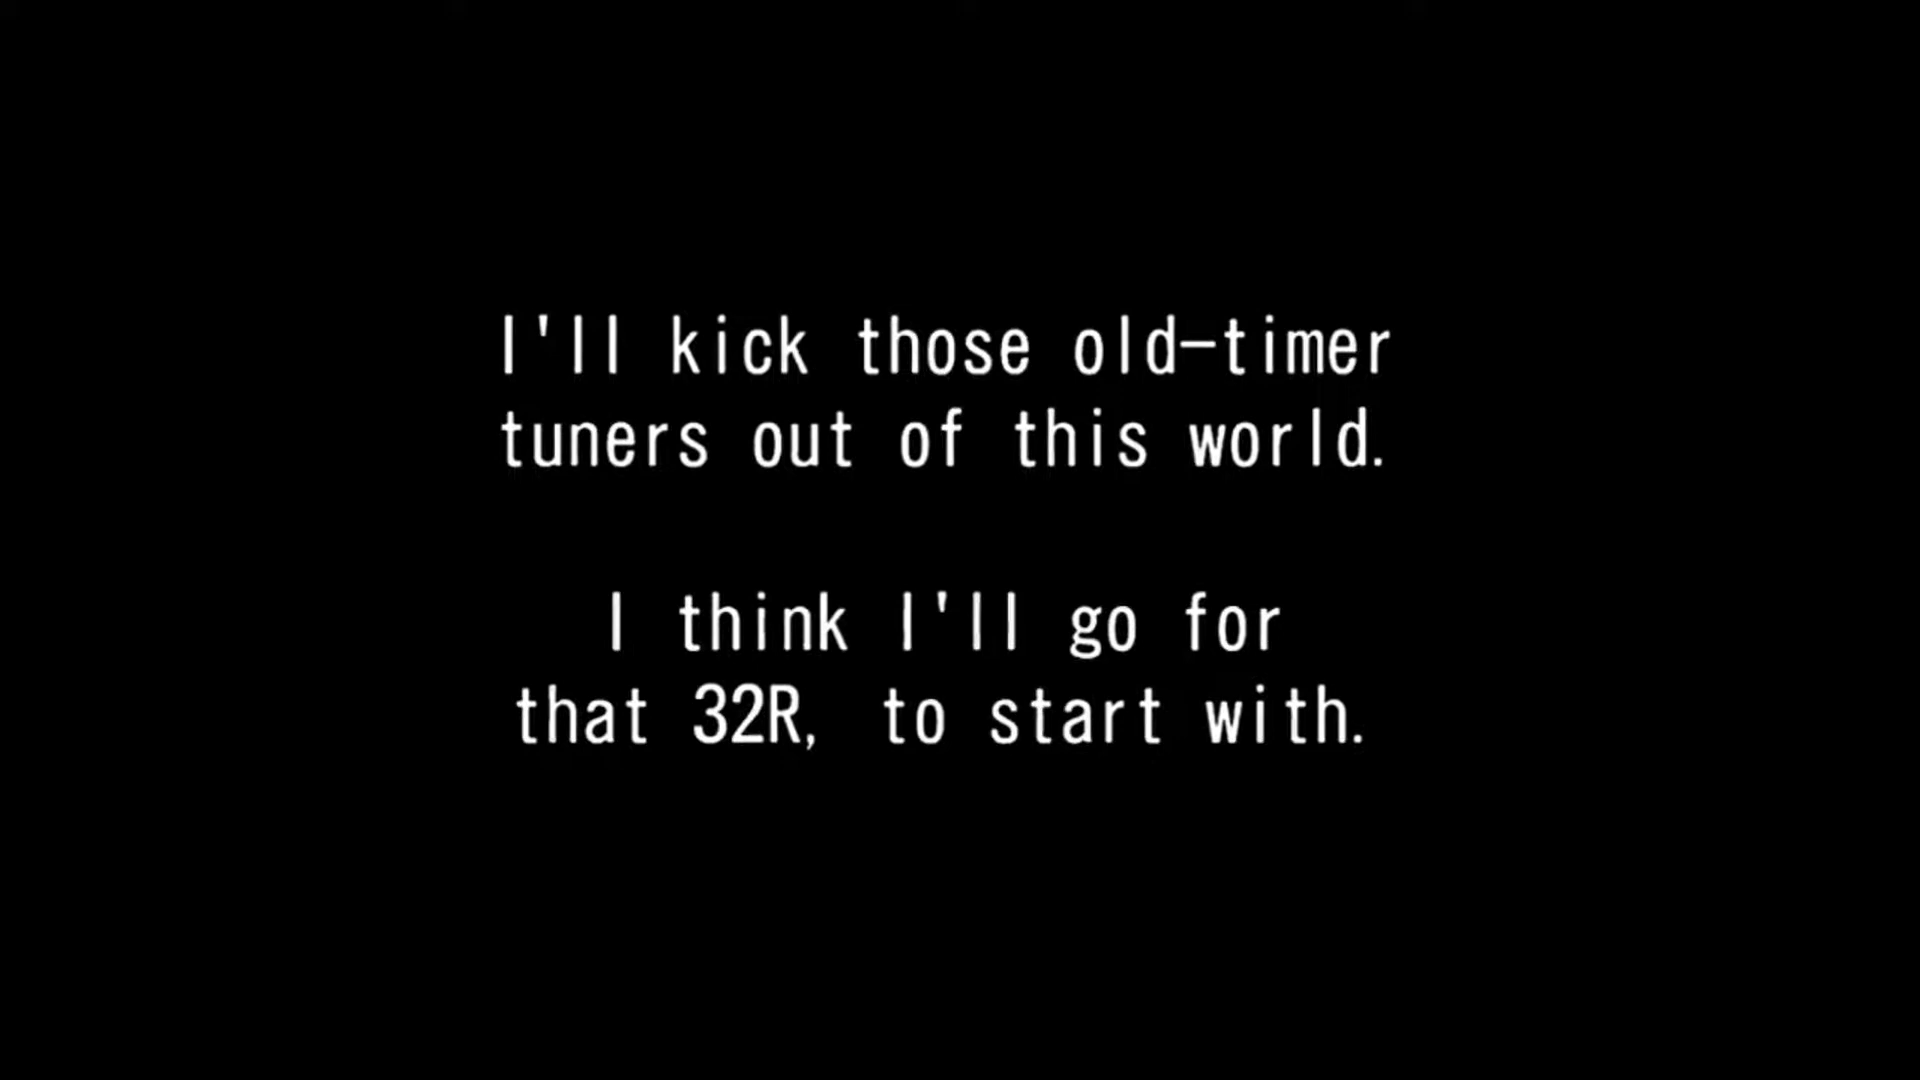 I'll kick those old-timer
tuners out of this world.
I think I'll go for
that 32R, to start with.